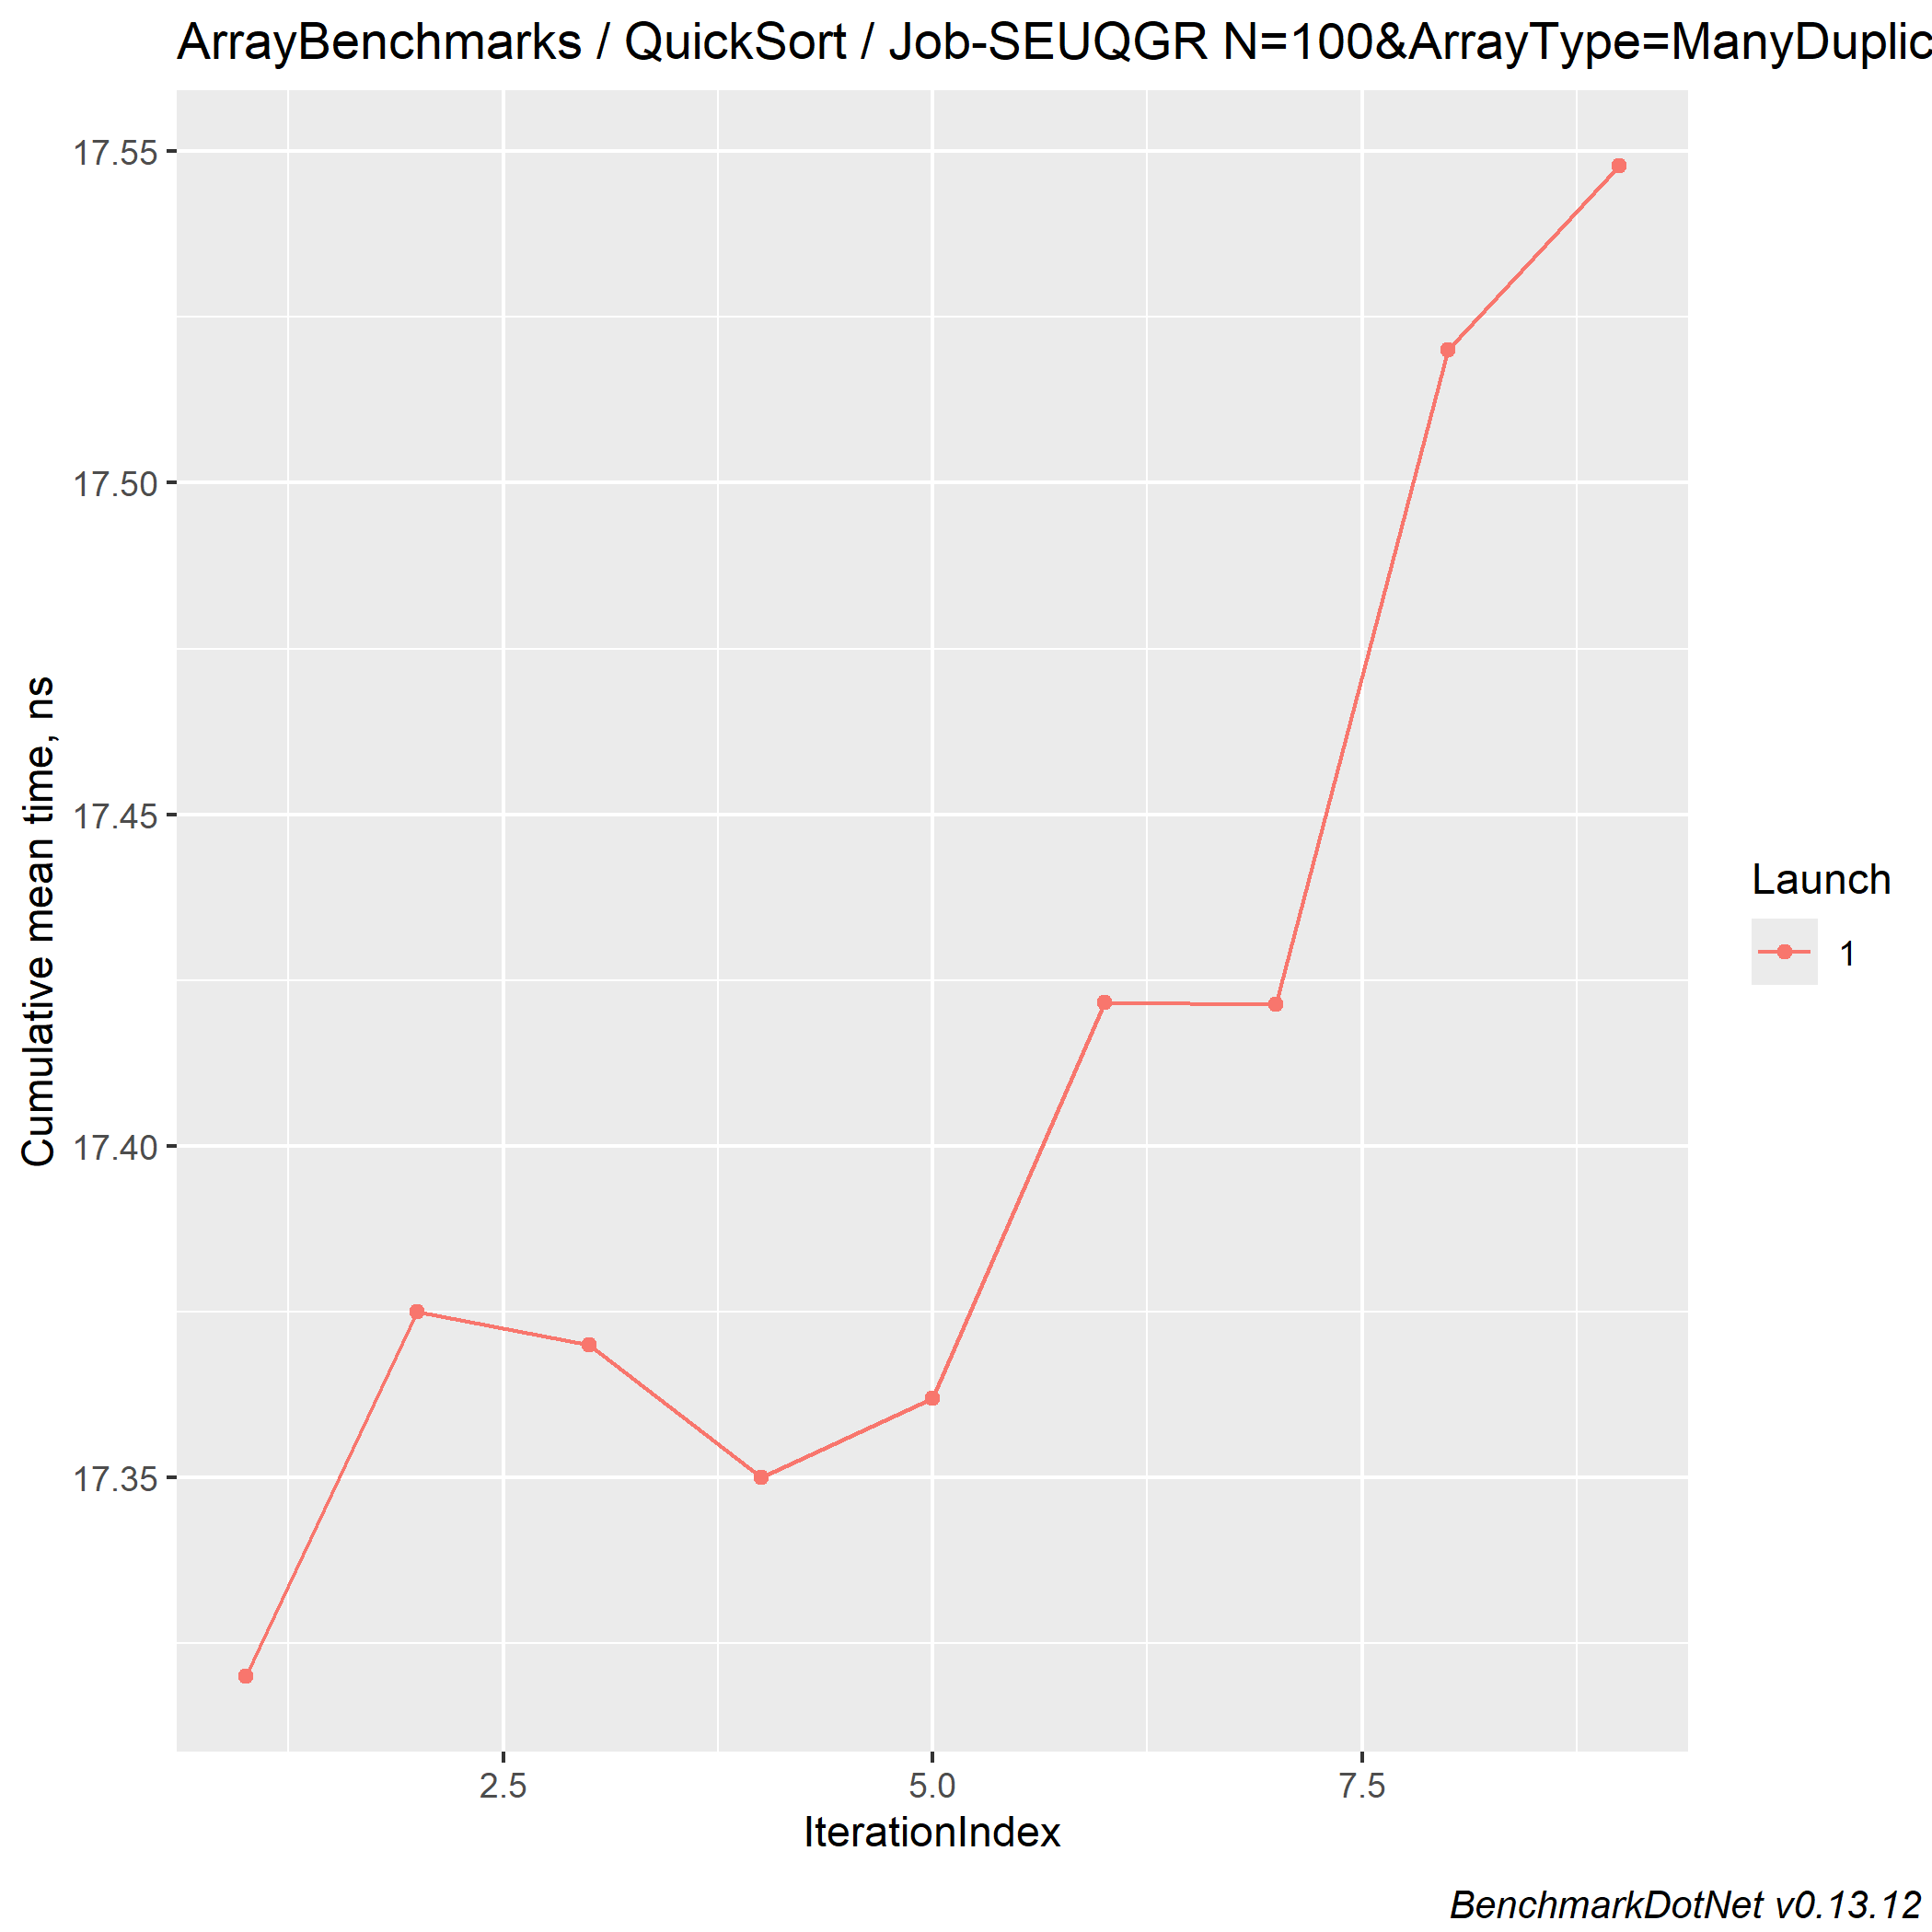 ArrayBenchmarks / QuickSort / Job-SEUQGR N=100&ArrayType=ManyDuplic
17.55
17.50
17.45
17.40
17.35
Cumulative mean time, ns
2.5 5.0 7.5
IterationIndex
Launch
1
BenchmarkDotNet v0.13.12